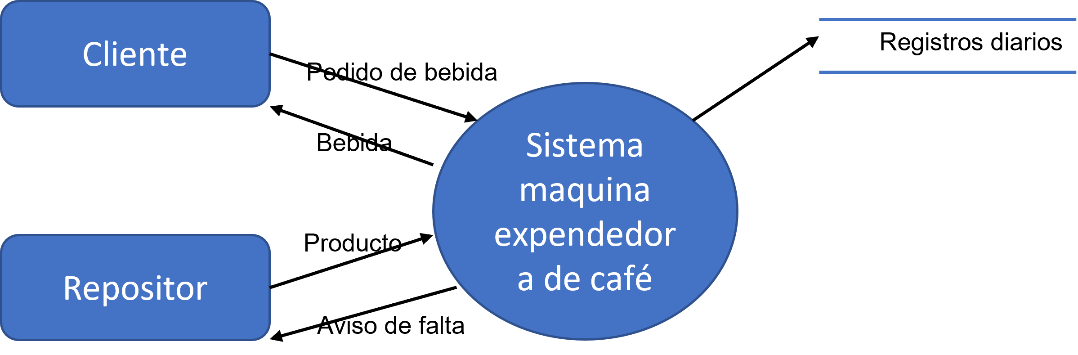 Cliente
Pedido de bebida
Registros diarios
Bebida
Sistema
maquina
expendedor
a de café
Producto
Repositor
Aviso de falta